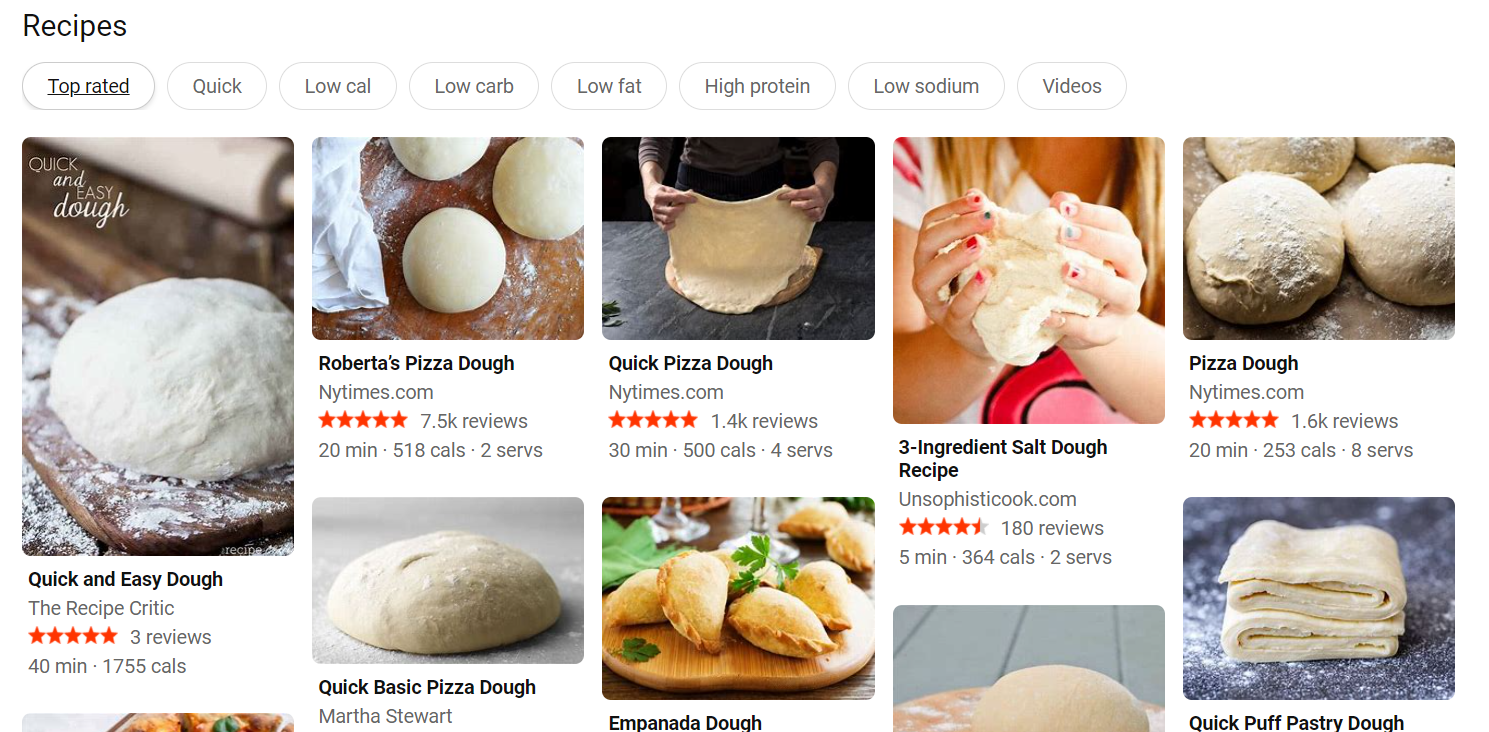 Recipes
Top rated
Quick
Low cal
Low carb
Low fat
High protein
Low sodium
Videos
QUICK
and
EASY
dough
recipe
Quick and Easy Dough
The Recipe Critic
3 reviews
40 min · 1755 cals
Roberta's Pizza Dough
Nytimes.com
7.5k reviews
20 min · 518 cals · 2 servs
Quick Basic Pizza Dough
Martha Stewart
Quick Pizza Dough
Nytimes.com
1.4k reviews
30 min · 500 cals · 4 servs
Empanada Dough
3-Ingredient Salt Dough
Recipe
Unsophisticook.com
180 reviews
5 min · 364 cals · 2 servs
Pizza Dough
Nytimes.com
1.6k reviews
20 min · 253 cals · 8 servs
Quick Puff Pastry Dough